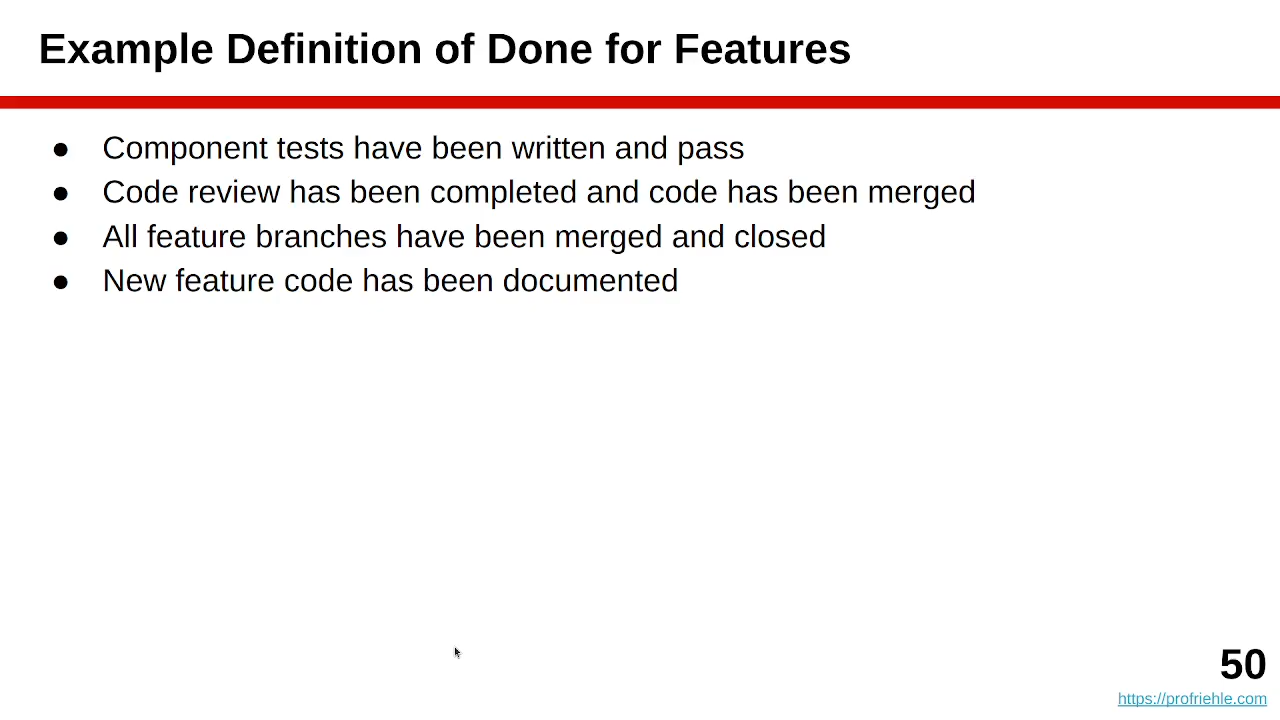 Example Definition of Done for Features
● Component tests have been written and pass
● Code review has been completed and code has been merged
● All feature branches have been merged and closed
● New feature code has been documented
50
https://profriehle.com